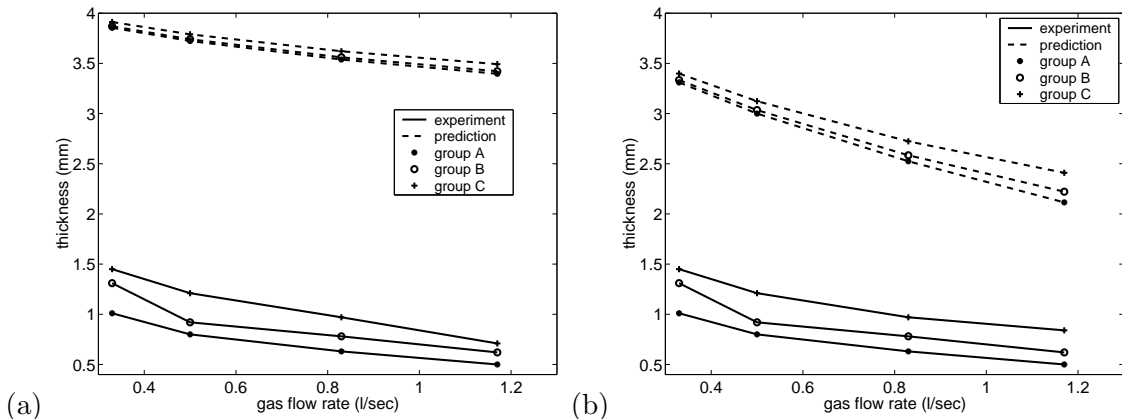 4
3.5
3
2.5
2
1.5
1
0.5
thickness (mm)
experiment
prediction
group A
group B
group C
0.4 0.6 0.8 1 1.2
gas flow rate (l/sec)
(a)
4
3.5
3
2.5
2
1.5
1
0.5
thickness (mm)
experiment
prediction
group A
group B
group C
0.4 0.6 0.8 1 1.2
gas flow rate (l/sec)
(b)